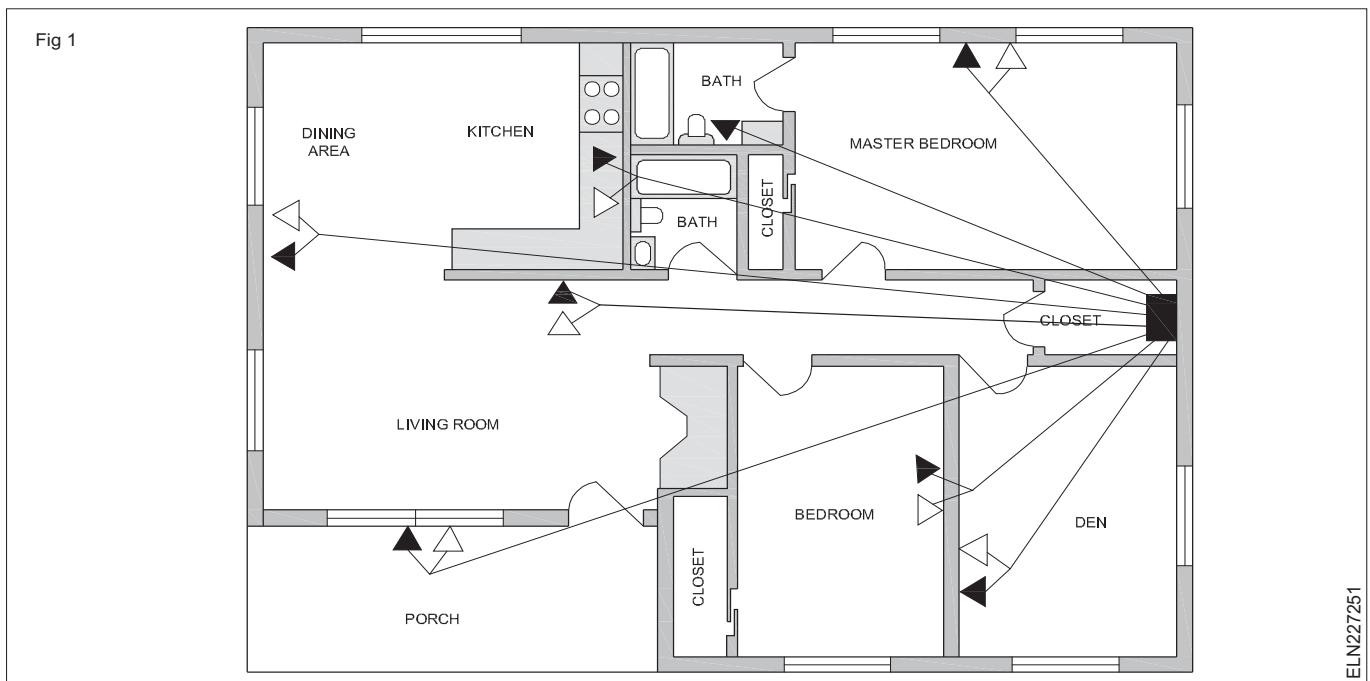 Fig 1
BATH
DINING
AREA
KITCHEN
MASTER BEDROOM
CLOSET
BATH
CLOSET
LIVING ROOM
BEDROOM
DEN
CLOSET
PORCH
ELN227251